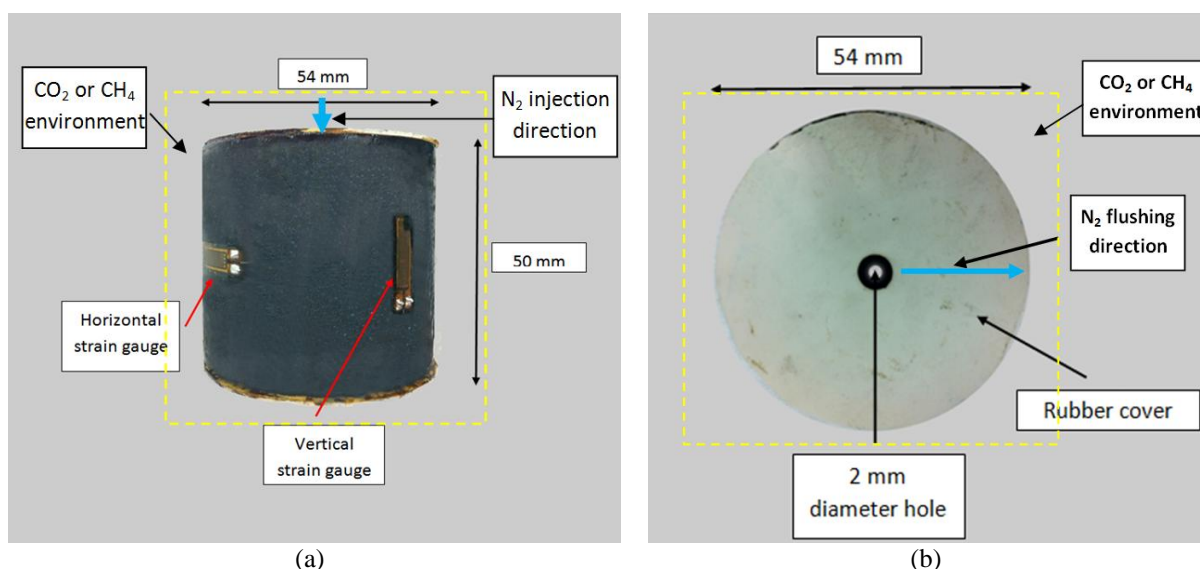 54 mm
CO₂ or CH₄
environment
N₂ injection
direction
50 mm
Horizontal
strain gauge
Vertical
strain gauge
(a)
54 mm
CO₂ or CH₄
environment
N₂ flushing
direction
Rubber cover
2 mm
diameter hole
(b)